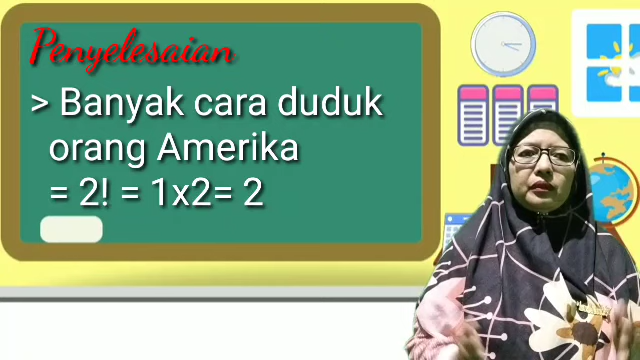 Penyelesaian
> Banyak cara duduk
orang Amerika
= 2! = 1x2= 2